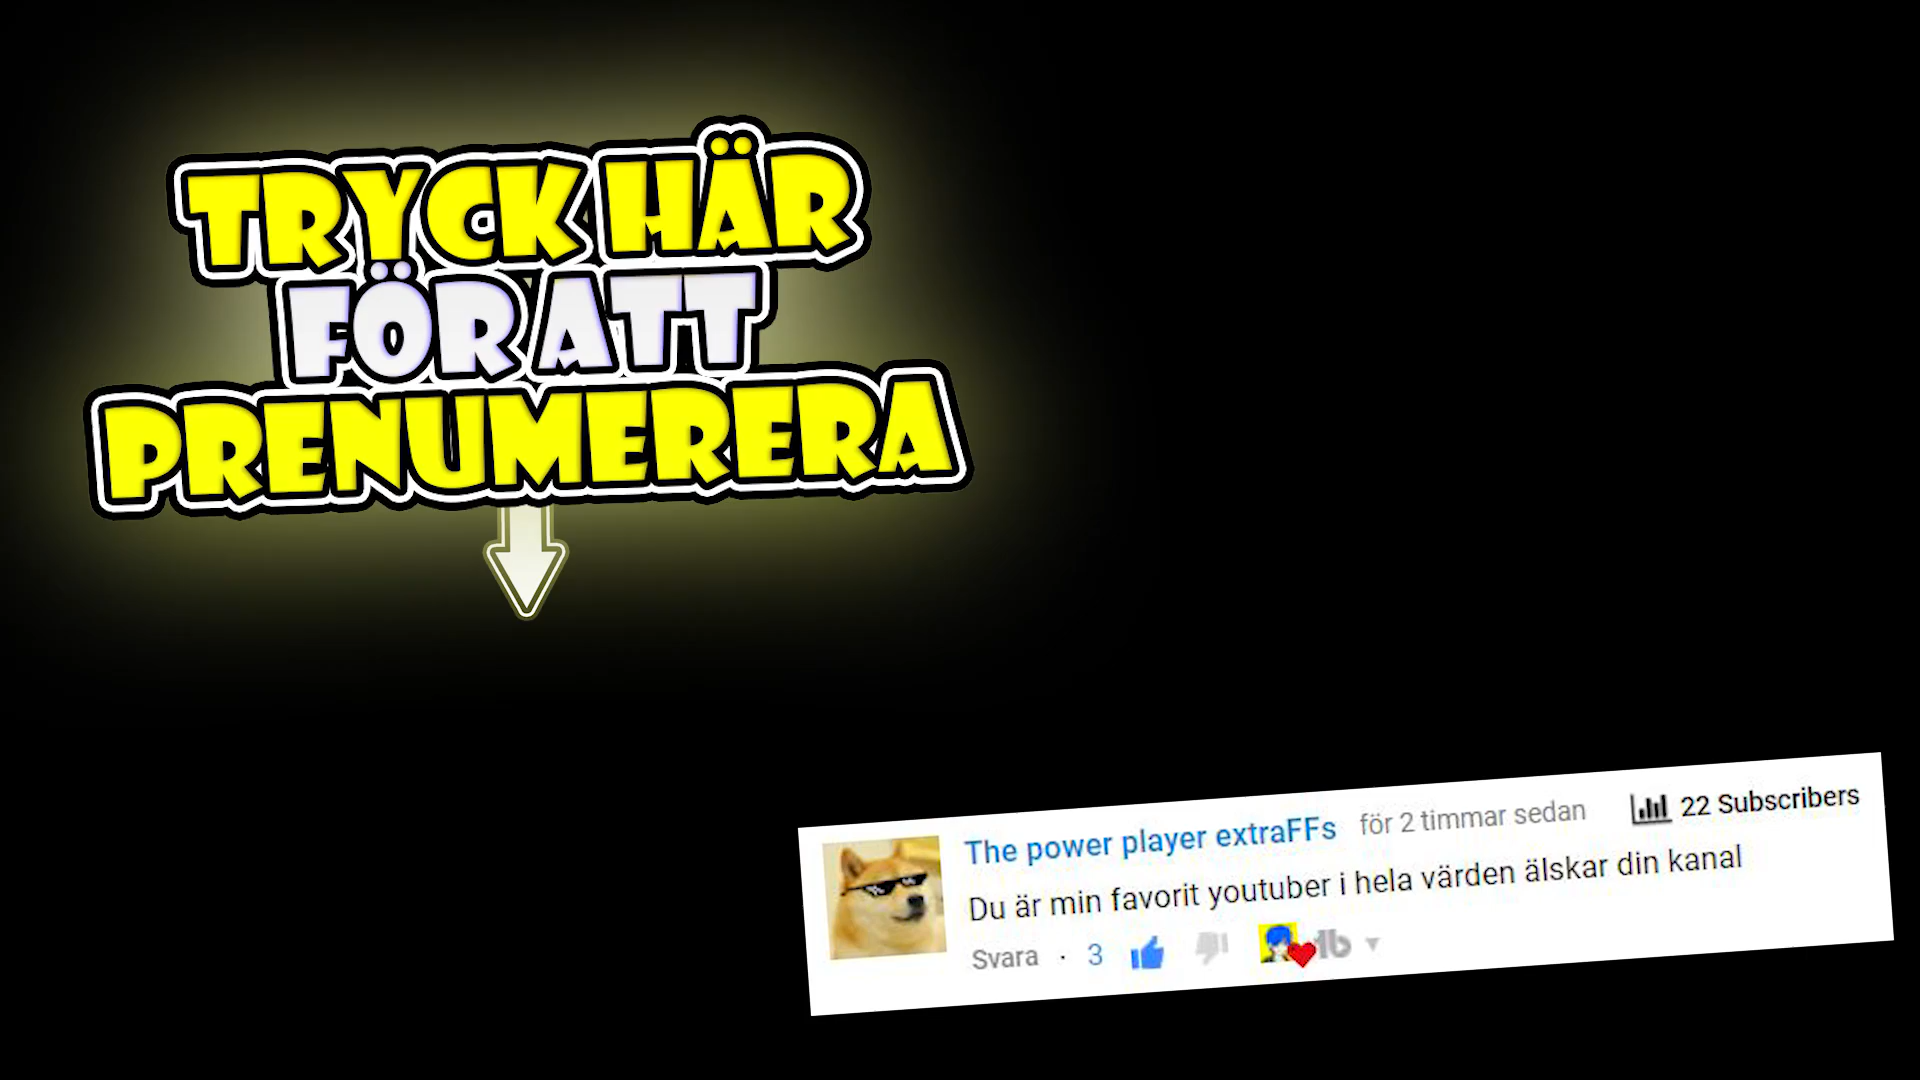 TRYCK HÄR
FÖR ATT
PRENUMERERA
The power player extraFFs för 2 timmar sedan 22 Subscribers
Du är min favorit youtuber i hela värden älskar din kanal
Svara · 3